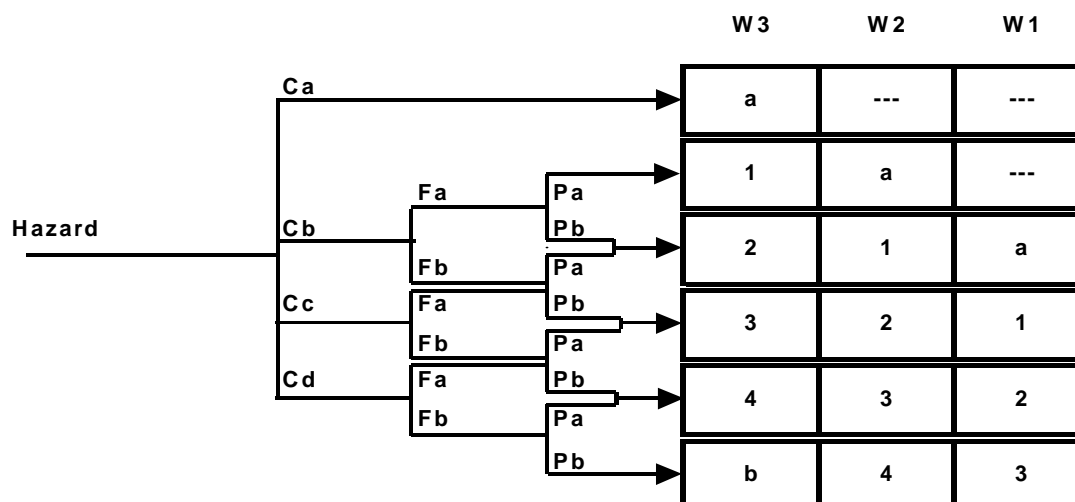 W3 W2 W1
Ca
a --- ---
Fa Pa
1 a ---
Hazard Cb Pb
2 1 a
Fb Pa
Cc Fa Pb
3 2 1
Fb Pa
Cd Fa Pb
4 3 2
Fb Pa
Pb
b 4 3